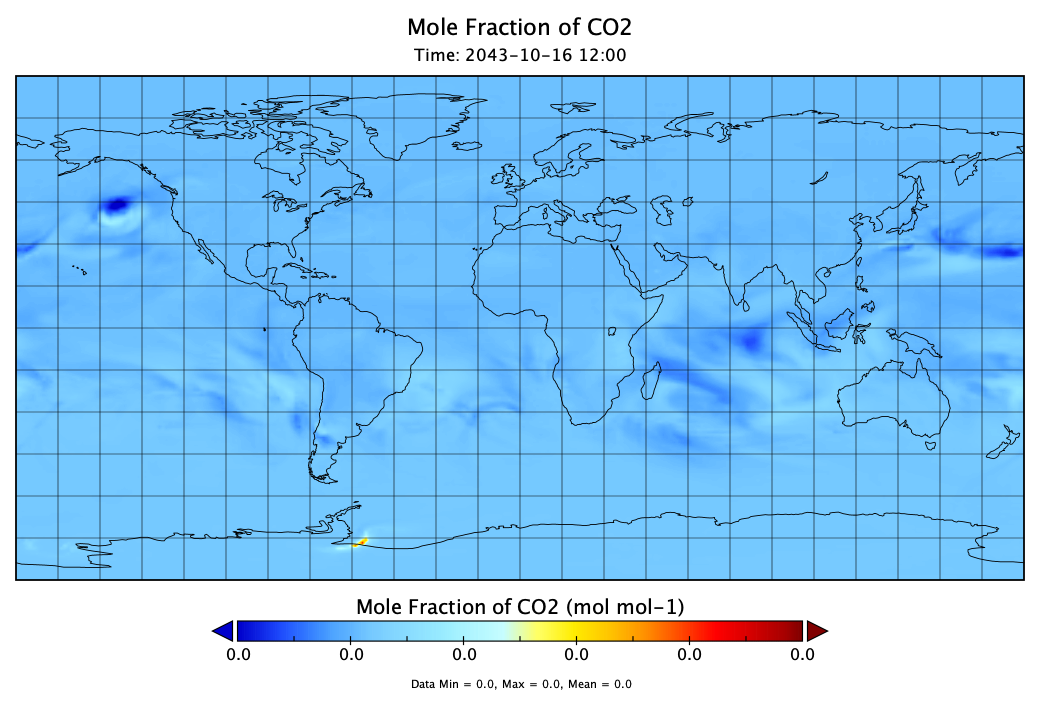 Mole Fraction of CO2
Time: 2043-10-16 12:00
Mole Fraction of CO2 (mol mol-1)
0.0 0.0 0.0 0.0 0.0 0.0
Data Min = 0.0, Max = 0.0, Mean = 0.0